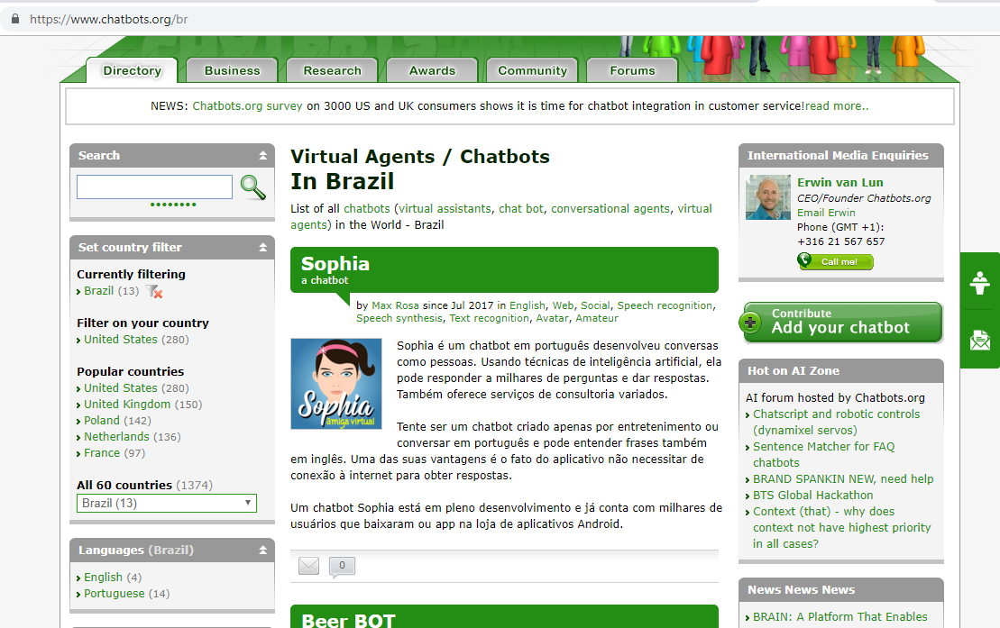 https://www.chatbots.org/br
Directory
Business
Research
Awards
Community
Forums
NEWS: Chatbots.org survey on 3000 US and UK consumers shows it is time for chatbot integration in customer service!read more..
Search
Set country filter
Currently filtering
Brazil (13)
Filter on your country
United States (280)
Popular countries
United States (280)
United Kingdom (150)
Poland (142)
Netherlands (136)
France (97)
All 60 countries (1374)
Brazil (13)
Languages (Brazil)
English (4)
Portuguese (14)
Virtual Agents / Chatbots
In Brazil
List of all chatbots (virtual assistants, chat bot, conversational agents, virtual
agents) in the World - Brazil
Sophia
a chatbot
by Max Rosa since Jul 2017 in English, Web, Social, Speech recognition,
Speech synthesis, Text recognition, Avatar, Amateur
Sophia
amiga virtual
Sophia é um chatbot em português desenvolveu conversas
como pessoas. Usando técnicas de inteligência artificial, ela
pode responder a milhares de perguntas e dar respostas.
Também oferece serviços de consultoria variados.
Tente ser um chatbot criado apenas por entretenimento ou
conversar em português e pode entender frases também
em inglês. Uma das suas vantagens é o fato do aplicativo não necessitar de
conexão à internet para obter respostas.
Um chatbot Sophia está em pleno desenvolvimento e já conta com milhares de
usuários que baixaram ou app na loja de aplicativos Android.
0
Beer BOT
International Media Enquiries
Erwin van Lun
CEO/Founder Chatbots.org
Email Erwin
Phone (GMT +1):
+316 21 567 657
Call me!
Contribute
Add your chatbot
Hot on AI Zone
AI forum hosted by Chatbots.org
Chatscript and robotic controls
(dynamixel servos)
Sentence Matcher for FAQ
chatbots
BRAND SPANKIN NEW, need help
BTS Global Hackathon
Context (that) - why does
context not have highest priority
in all cases?
News News News
BRAIN: A Platform That Enables